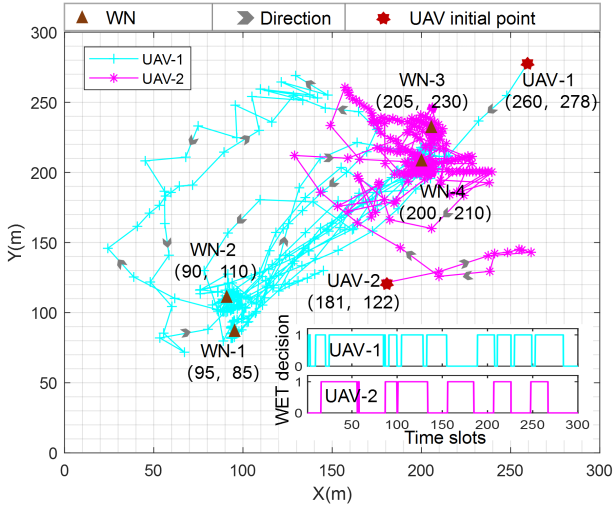 WN Direction UAV initial point
300
250
200
150
100
50
0
Y(m)
UAV-1
UAV-2
WN-3
(205, 230)
UAV-1
(260, 278)
WN-4
(200, 210)
WN-2
(90, 110)
UAV-2
(181, 122)
WN-1
(95, 85)
WET decision
1
0
UAV-1
1
0
UAV-2
50 100 150 200 250 300
Time slots
0 50 100 150 200 250 300
X(m)